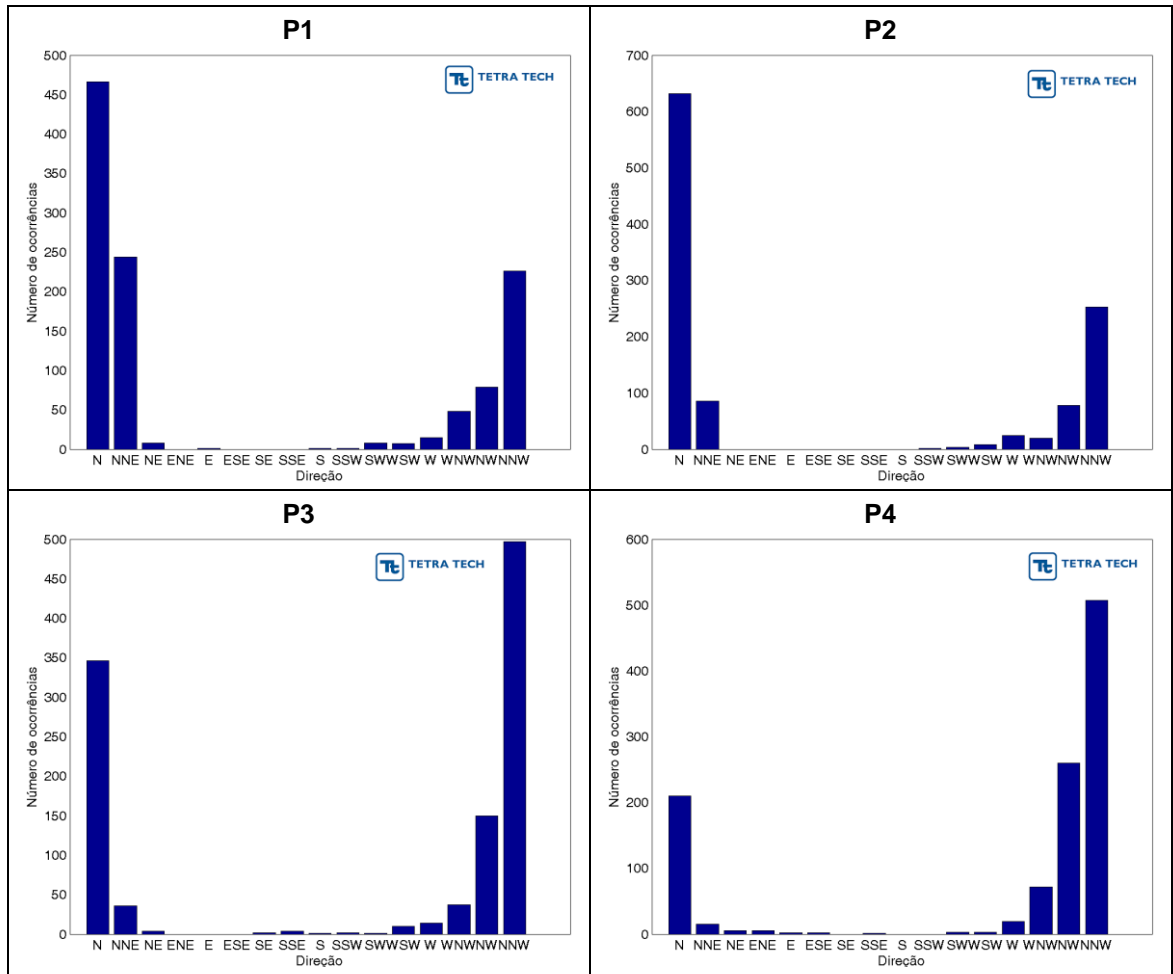 P1
TETRA TECH
Número de ocorrências
500
450
400
350
300
250
200
150
100
50
0
N NNE NE ENE E ESE SE SSE S SSW SW WSW W WNW NW NNW
Direção
P2
TETRA TECH
Número de ocorrências
700
600
500
400
300
200
100
0
N NNE NE ENE E ESE SE SSE S SSW SW WSW W WNW NW NNW
Direção
P3
TETRA TECH
Número de ocorrências
500
450
400
350
300
250
200
150
100
50
0
N NNE NE ENE E ESE SE SSE S SSW SW WSW W WNW NW NNW
Direção
P4
TETRA TECH
Número de ocorrências
600
500
400
300
200
100
0
N NNE NE ENE E ESE SE SSE S SSW SW WSW W WNW NW NNW
Direção